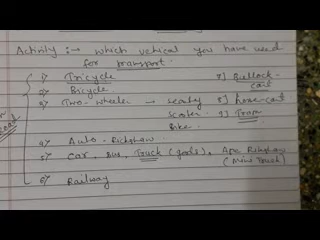 Activity :→ which vehical you have used
for transport.
1) Tricycle
2) Bicycle
3) Two-wheeler → scooty
scooter
Bike
4) Auto-Rickshaw
5) Car, Bus, Truck (goods), Ape Rickshaw
(Mini Truck)
6) Railway
7) Bullock-
cart
8) horse-cart
9) Tram